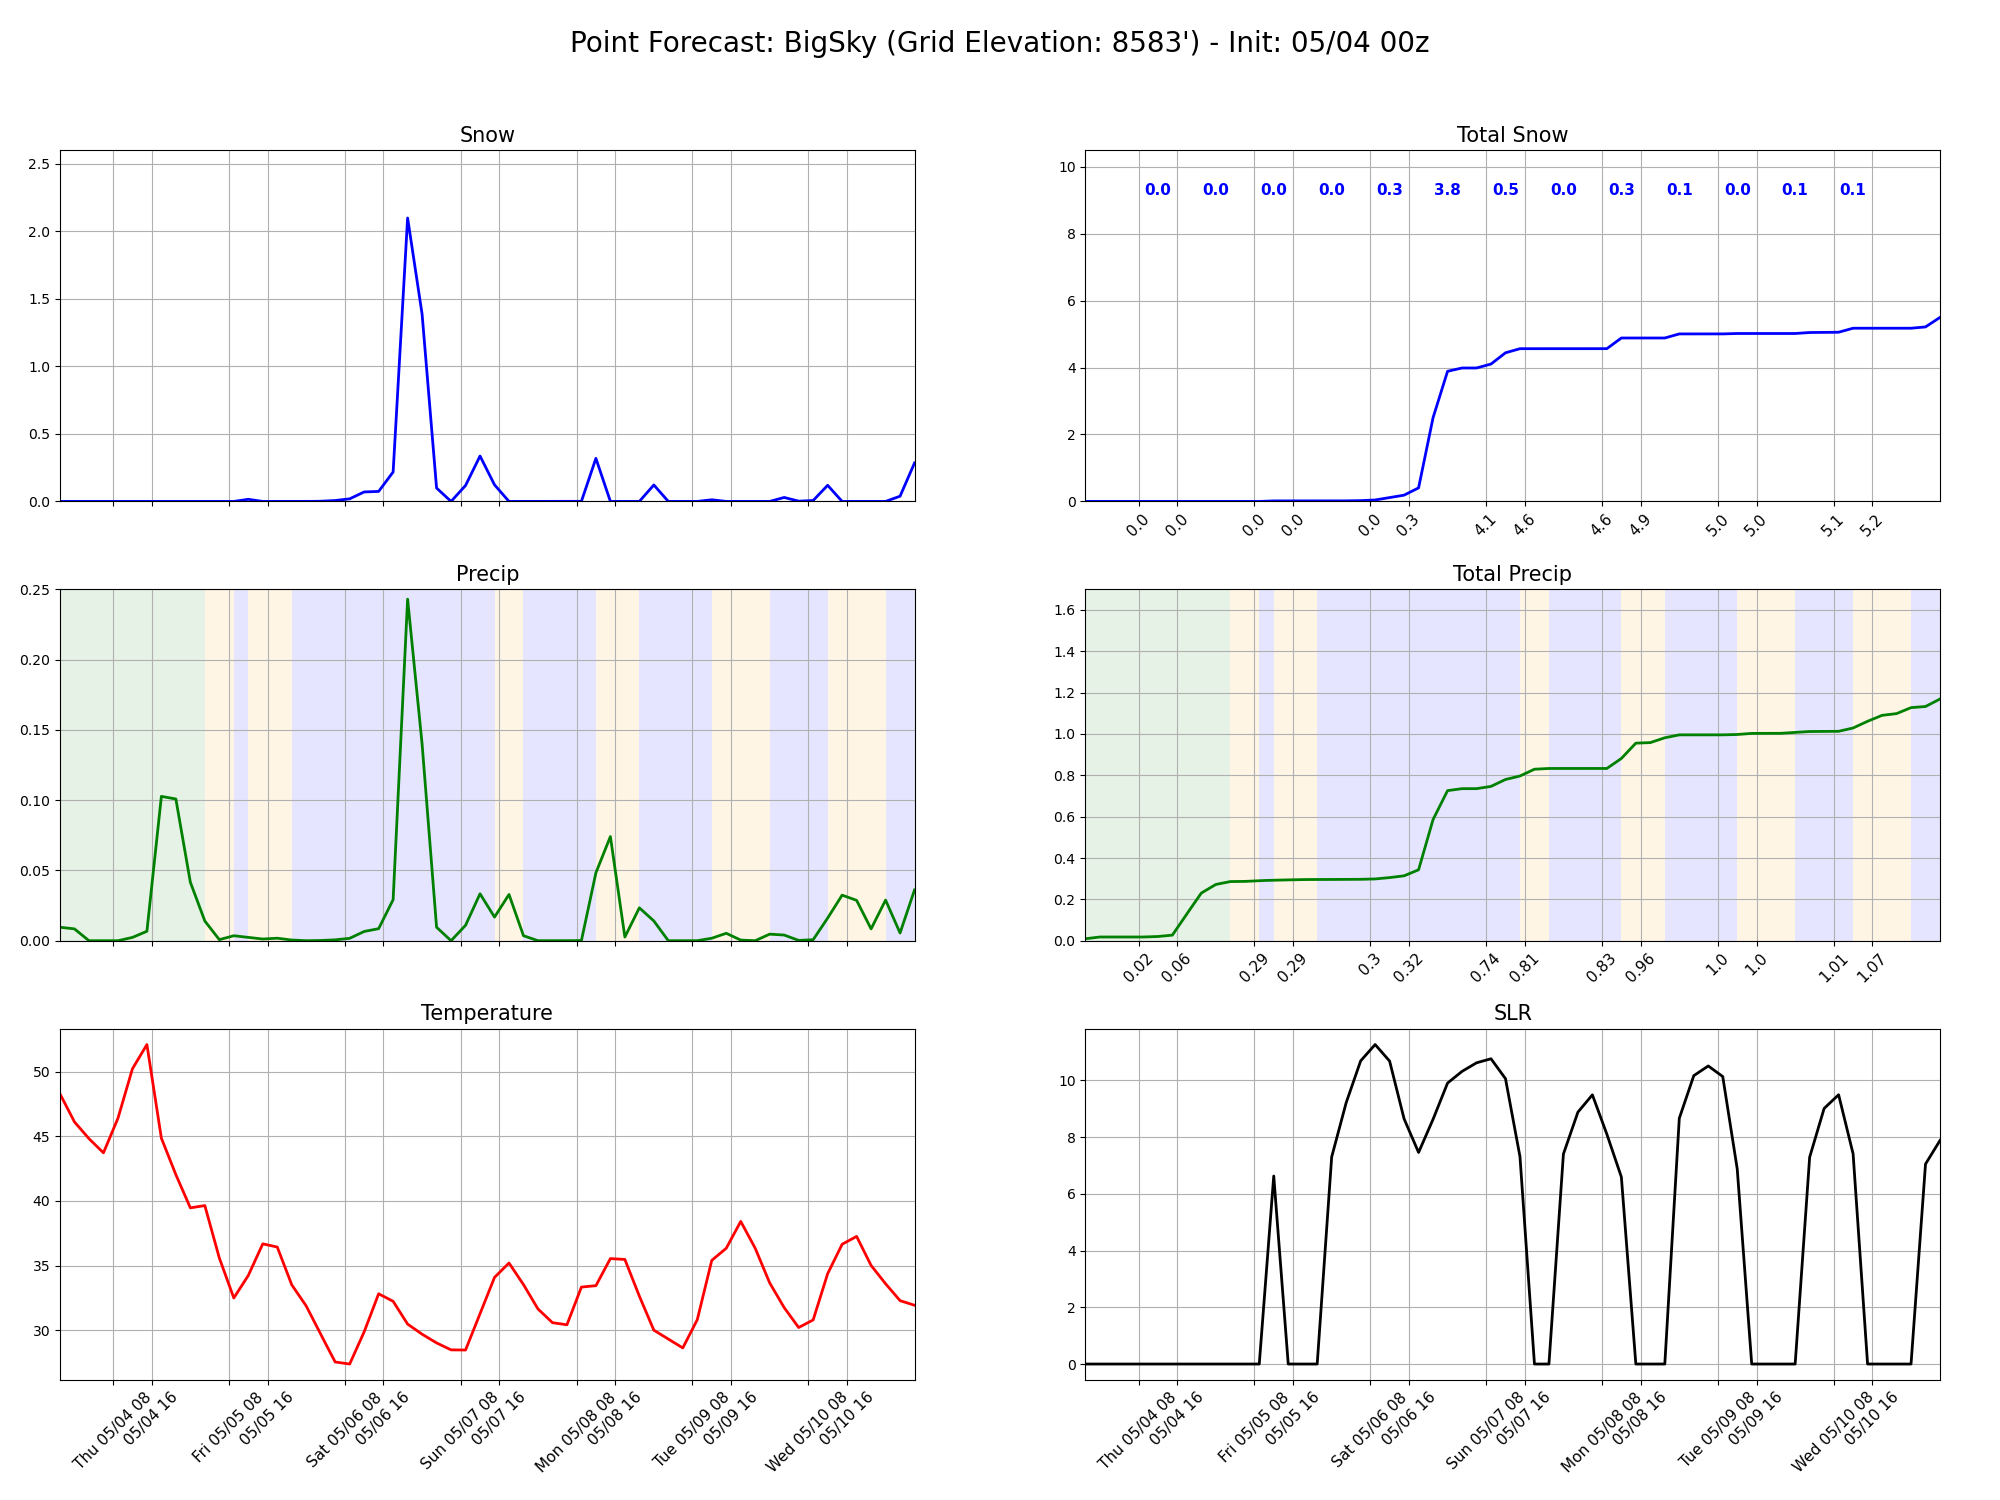 Point Forecast: BigSky (Grid Elevation: 8583') - Init: 05/04 00z
Snow
2.5
2.0
1.5
1.0
0.5
0.0
Total Snow
10
8
6
4
2
0
0.0 0.0 0.0 0.0 0.3 3.8 0.5 0.0 0.3 0.1 0.0 0.1 0.1
0.0 0.0 0.0 0.0 0.0 0.3 4.1 4.6 4.6 4.9 5.0 5.0 5.1 5.2
Precip
0.25
0.20
0.15
0.10
0.05
0.00
Total Precip
1.6
1.4
1.2
1.0
0.8
0.6
0.4
0.2
0.0
0.02 0.06 0.29 0.29 0.3 0.32 0.74 0.81 0.83 0.96 1.0 1.0 1.01 1.07
Temperature
50
45
40
35
30
Thu 05/04 08
05/04 16
Fri 05/05 08
05/05 16
Sat 05/06 08
05/06 16
Sun 05/07 08
05/07 16
Mon 05/08 08
05/08 16
Tue 05/09 08
05/09 16
Wed 05/10 08
05/10 16
SLR
10
8
6
4
2
0
Thu 05/04 08
05/04 16
Fri 05/05 08
05/05 16
Sat 05/06 08
05/06 16
Sun 05/07 08
05/07 16
Mon 05/08 08
05/08 16
Tue 05/09 08
05/09 16
Wed 05/10 08
05/10 16